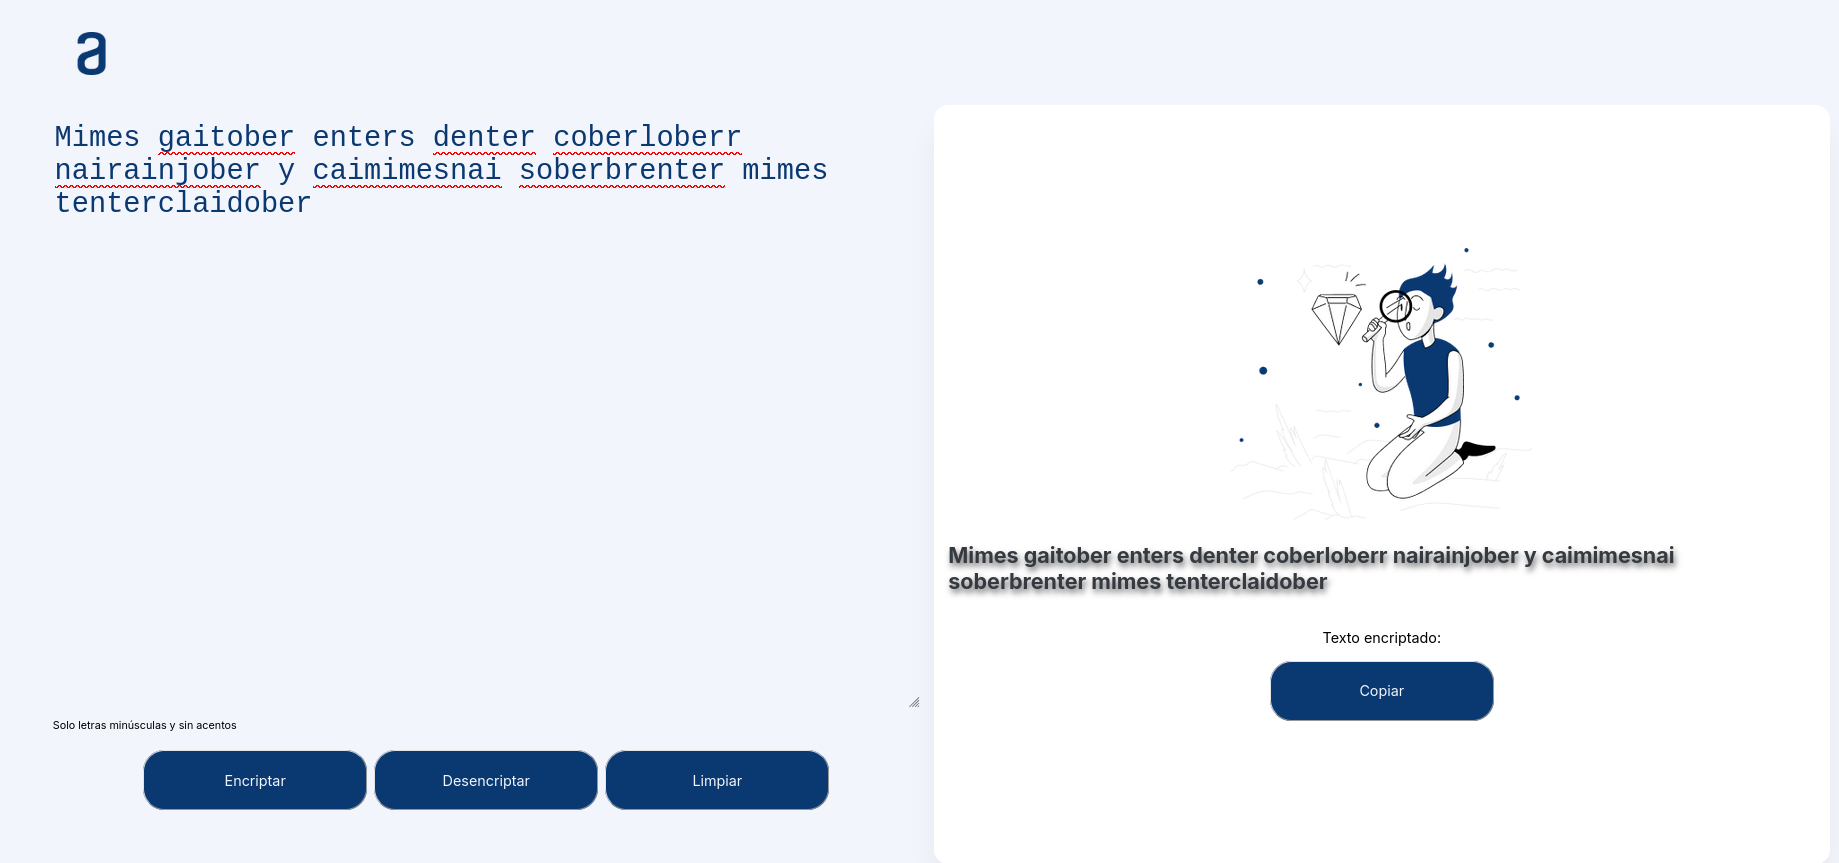 a
Mimes gaitober enters denter coberloberr
nairainjober y caimimesnai soberbrenter mimes
tenterclaidober
Solo letras minúsculas y sin acentos
Encriptar
Desencriptar
Limpiar
Mimes gaitober enters denter coberloberr nairainjober y caimimesnai
soberbrenter mimes tenterclaidober
Texto encriptado:
Copiar